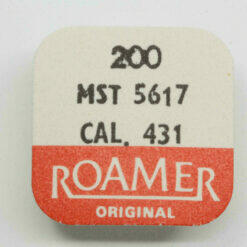 200
MST 5617
CAL. 431
ROAMER
ORIGINAL